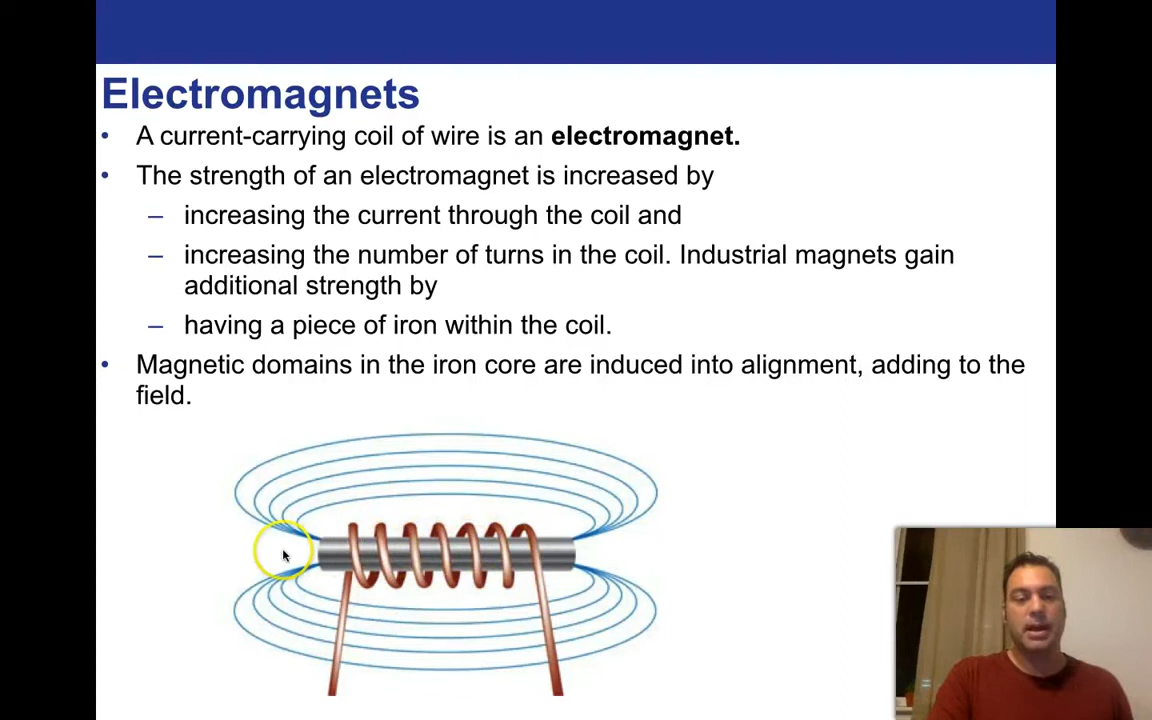 Electromagnets
• A current-carrying coil of wire is an electromagnet.
• The strength of an electromagnet is increased by
– increasing the current through the coil and
– increasing the number of turns in the coil. Industrial magnets gain
additional strength by
– having a piece of iron within the coil.
• Magnetic domains in the iron core are induced into alignment, adding to the
field.